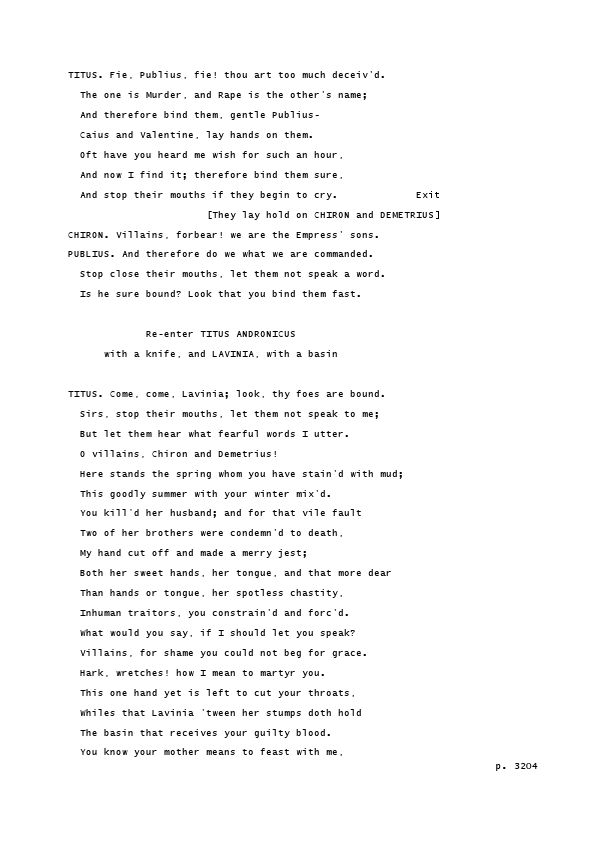 TITUS. Fie, Publius, fie! thou art too much deceiv'd.
The one is Murder, and Rape is the other's name;
And therefore bind them, gentle Publius-
Caius and Valentine, lay hands on them.
Oft have you heard me wish for such an hour,
And now I find it; therefore bind them sure,
And stop their mouths if they begin to cry. Exit
[They lay hold on CHIRON and DEMETRIUS]
CHIRON. Villains, forbear! we are the Empress' sons.
PUBLIUS. And therefore do we what we are commanded.
Stop close their mouths, let them not speak a word.
Is he sure bound? Look that you bind them fast.
Re-enter TITUS ANDRONICUS
with a knife, and LAVINIA, with a basin
TITUS. Come, come, Lavinia; look, thy foes are bound.
Sirs, stop their mouths, let them not speak to me;
But let them hear what fearful words I utter.
O villains, Chiron and Demetrius!
Here stands the spring whom you have stain'd with mud;
This goodly summer with your winter mix'd.
You kill'd her husband; and for that vile fault
Two of her brothers were condemn'd to death,
My hand cut off and made a merry jest;
Both her sweet hands, her tongue, and that more dear
Than hands or tongue, her spotless chastity,
Inhuman traitors, you constrain'd and forc'd.
What would you say, if I should let you speak?
Villains, for shame you could not beg for grace.
Hark, wretches! how I mean to martyr you.
This one hand yet is left to cut your throats,
Whiles that Lavinia 'tween her stumps doth hold
The basin that receives your guilty blood.
You know your mother means to feast with me,
p. 3204